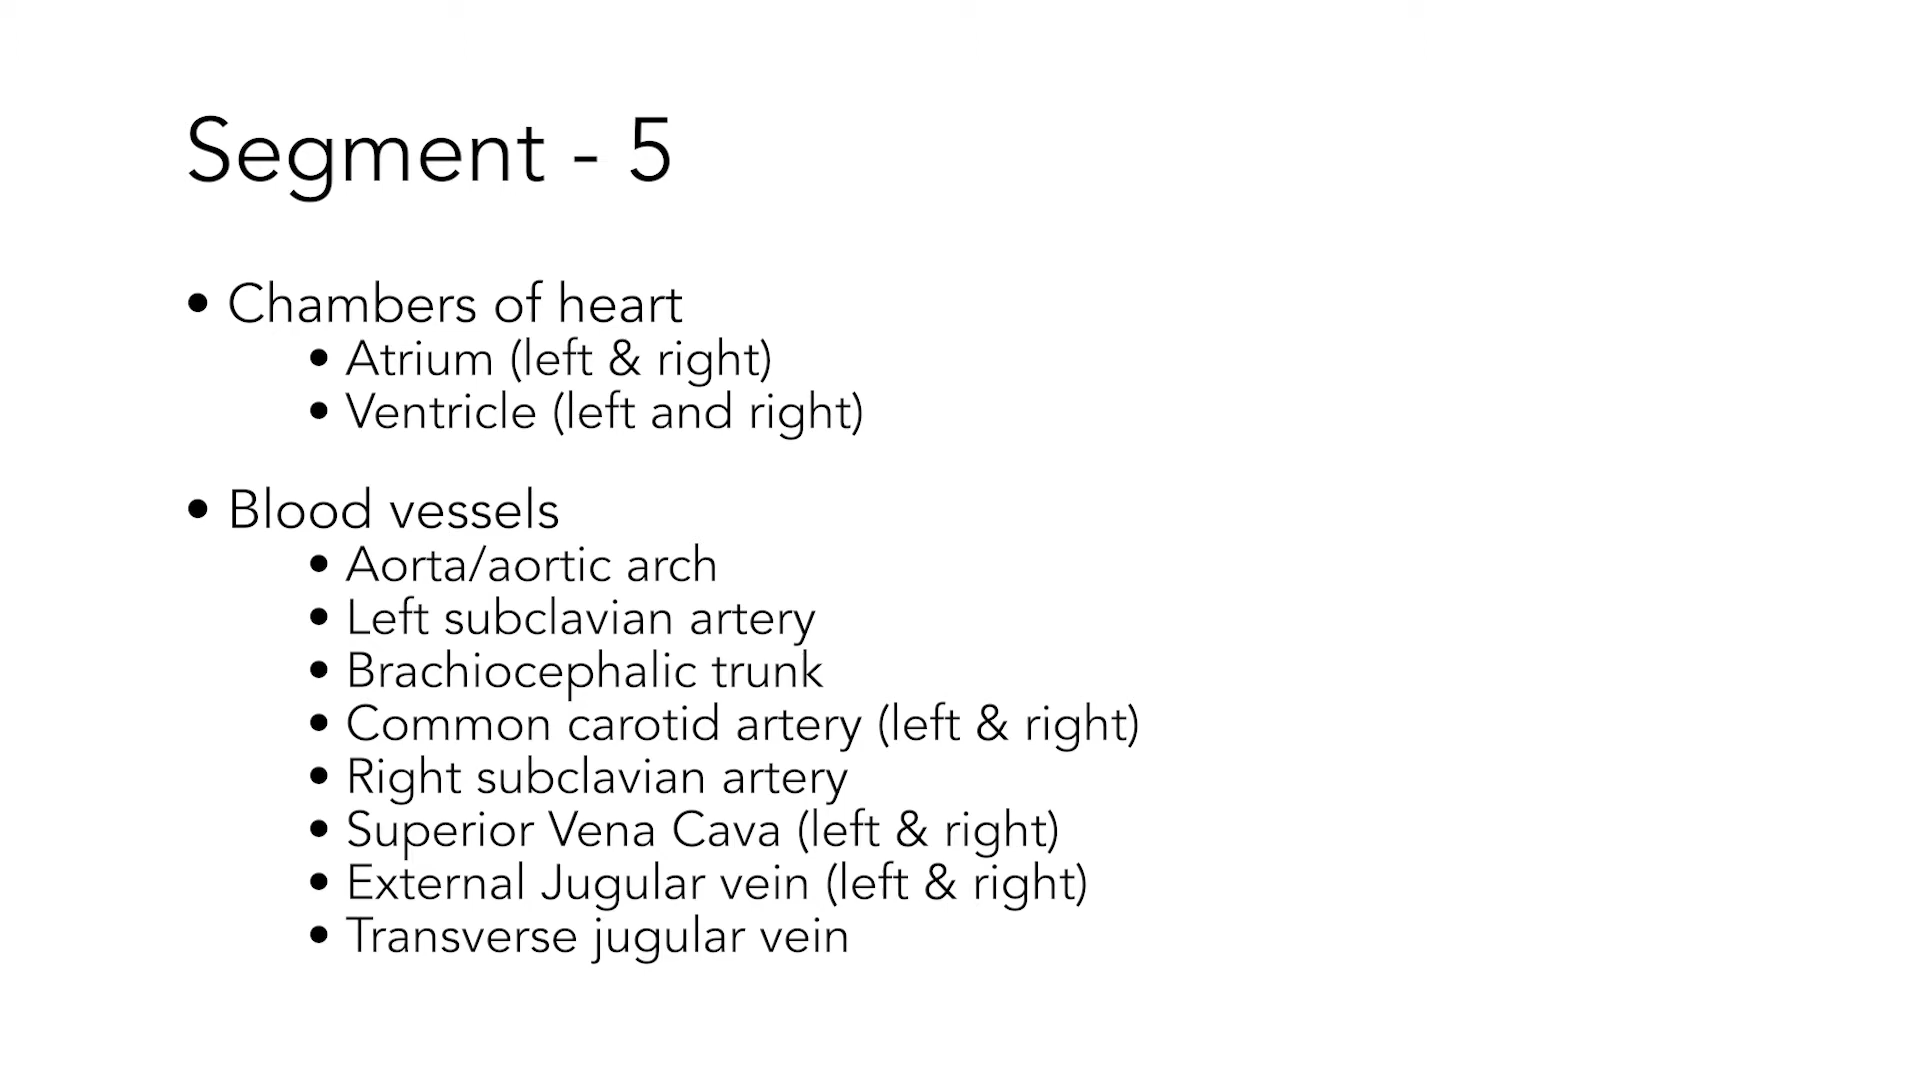 Segment - 5
• Chambers of heart
• Atrium (left & right)
• Ventricle (left and right)
• Blood vessels
• Aorta/aortic arch
• Left subclavian artery
• Brachiocephalic trunk
• Common carotid artery (left & right)
• Right subclavian artery
• Superior Vena Cava (left & right)
• External Jugular vein (left & right)
• Transverse jugular vein